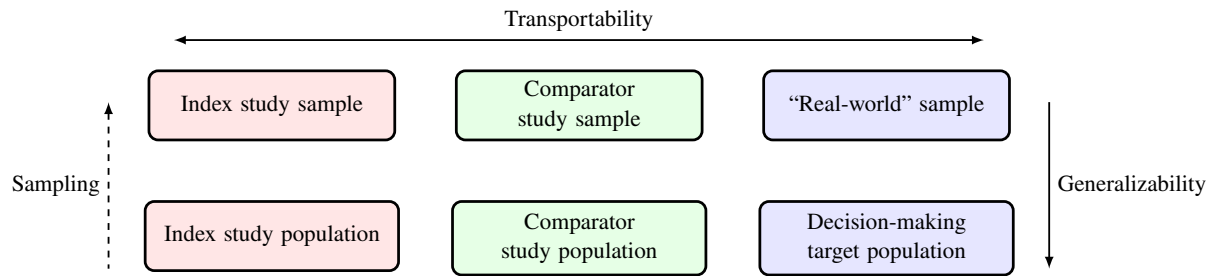 Transportability
Index study sample
Comparator
study sample
“Real-world” sample
Sampling
Generalizability
Index study population
Comparator
study population
Decision-making
target population